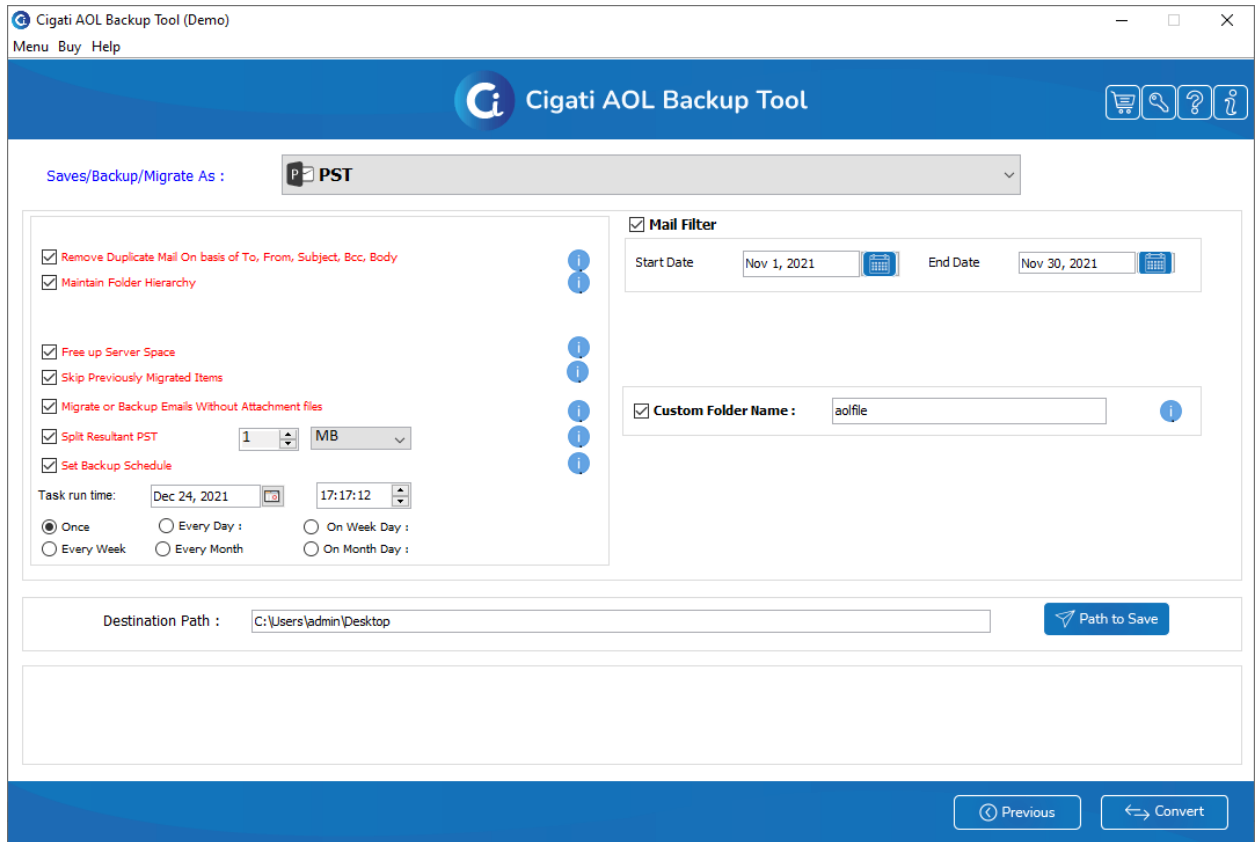 Cigati AOL Backup Tool (Demo)
Menu Buy Help
Ci Cigati AOL Backup Tool
Saves/Backup/Migrate As : PST
Remove Duplicate Mail On basis of To, From, Subject, Bcc, Body
Maintain Folder Hierarchy
Free up Server Space
Skip Previously Migrated Items
Migrate or Backup Emails Without Attachment files
Split Resultant PST 1 MB
Set Backup Schedule
Task run time: Dec 24, 2021 17:17:12
Once Every Day : On Week Day :
Every Week Every Month On Month Day :
Mail Filter
Start Date Nov 1, 2021 End Date Nov 30, 2021
Custom Folder Name : aolfile
Destination Path : C:\Users\admin\Desktop Path to Save
Previous Convert